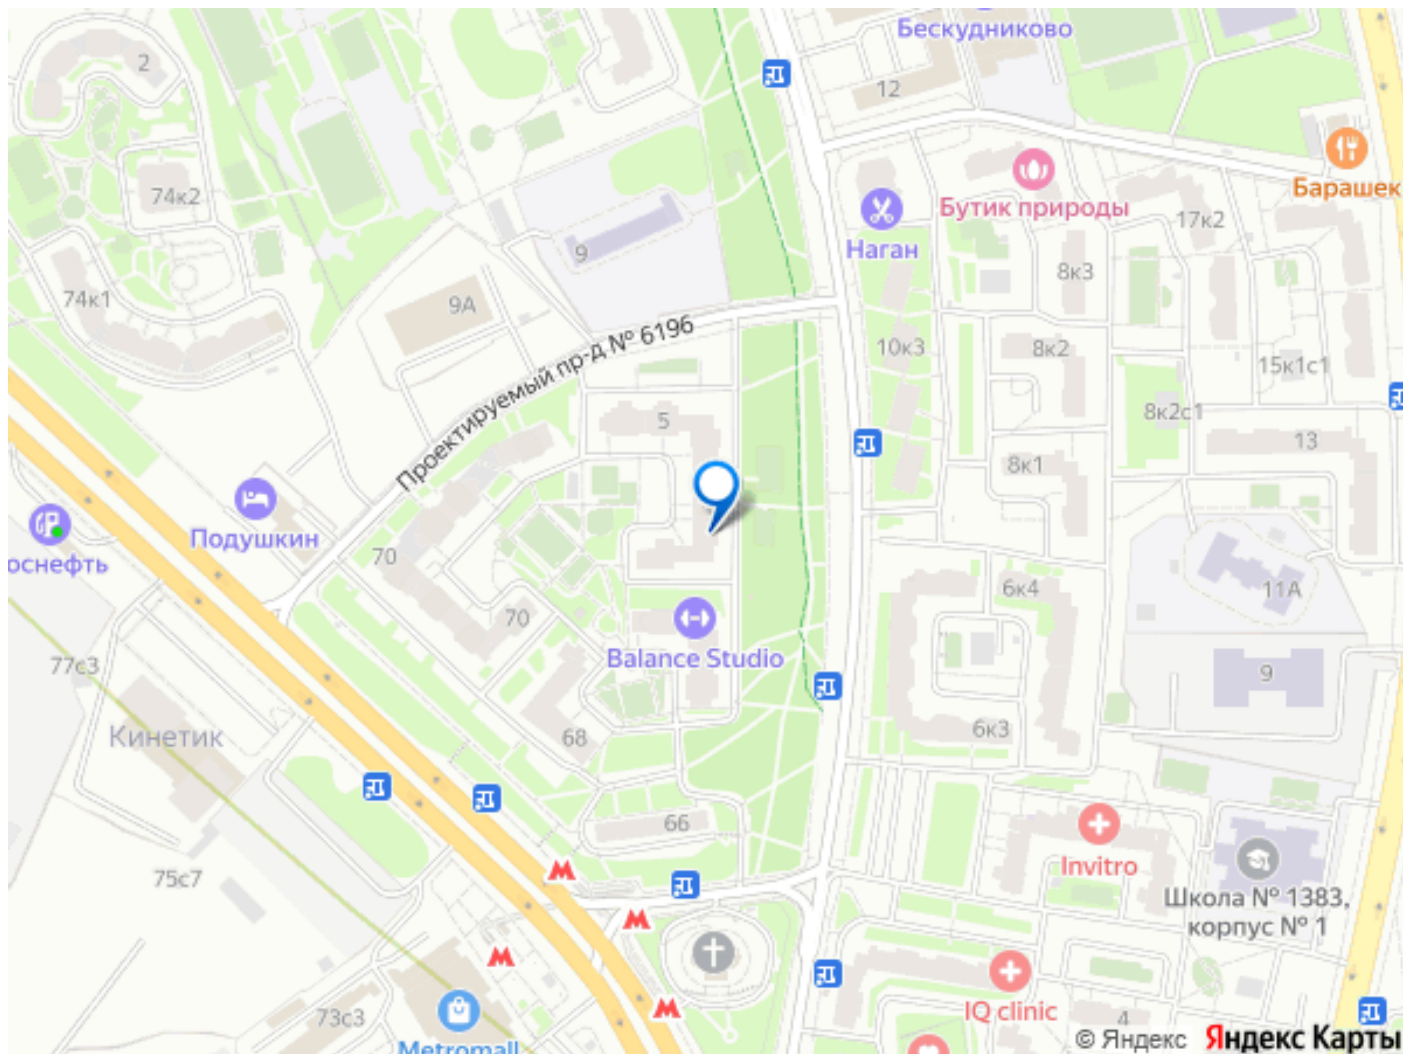 Бескудниково
2
12
Барашек
74к2
Бутик природы
17к2
Наган
9
8к3
74к1
9А
Проектируемый пр-д № 6196
10к3
8к2
15к1с1
5
8к2с1
13
8к1
Подушкин
оснефть
70
11А
6к4
70
Balance Studio
77с3
9
Кинетик
68
6к3
66
Invitro
75с7
Школа № 1383,
корпус № 1
IQ clinic
73с3
4
Metromall
© Яндекс Яндекс Карты